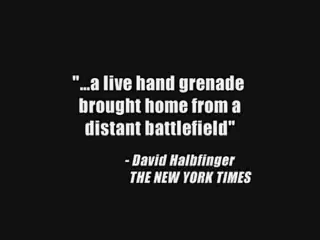 "...a live hand grenade
brought home from a
distant battlefield"
- David Halbfinger
THE NEW YORK TIMES